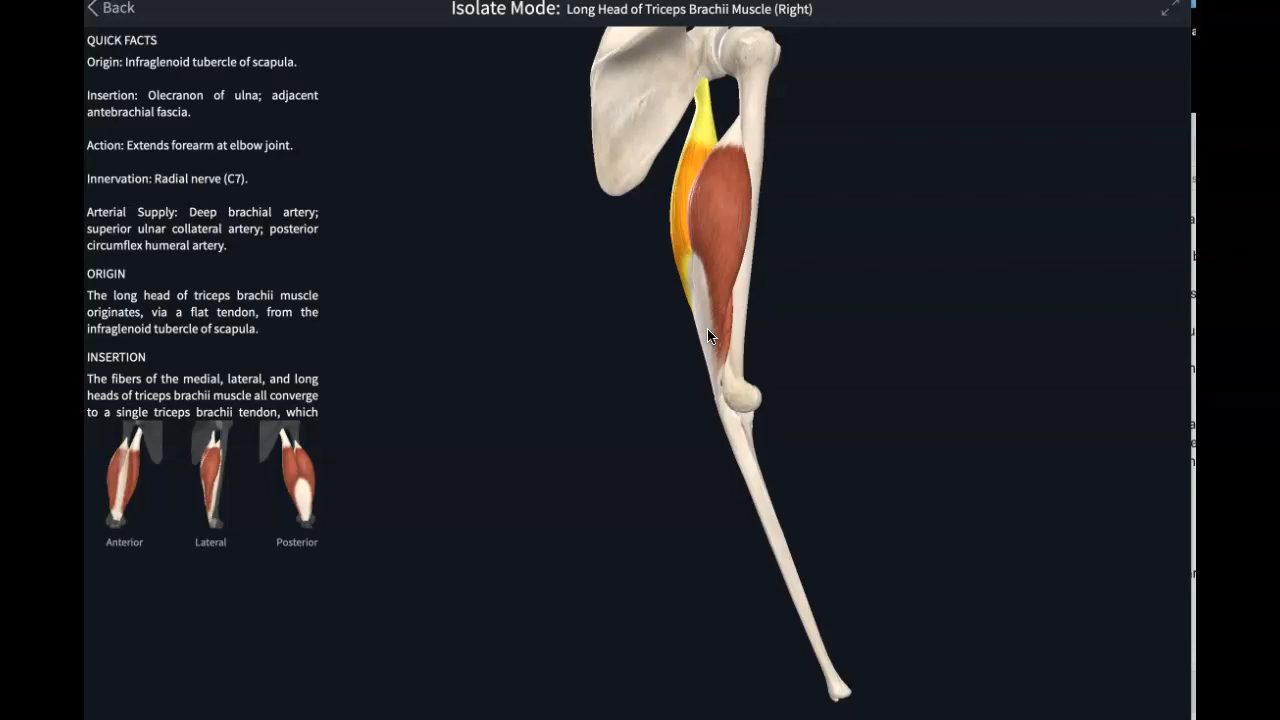 Back
Isolate Mode: Long Head of Triceps Brachii Muscle (Right)
QUICK FACTS
Origin: Infraglenoid tubercle of scapula.
Insertion: Olecranon of ulna; adjacent
antebrachial fascia.
Action: Extends forearm at elbow joint.
Innervation: Radial nerve (C7).
Arterial Supply: Deep brachial artery;
superior ulnar collateral artery; posterior
circumflex humeral artery.
ORIGIN
The long head of triceps brachii muscle
originates, via a flat tendon, from the
infraglenoid tubercle of scapula.
INSERTION
The fibers of the medial, lateral, and long
heads of triceps brachii muscle all converge
to a single triceps brachii tendon, which
Anterior
Lateral
Posterior